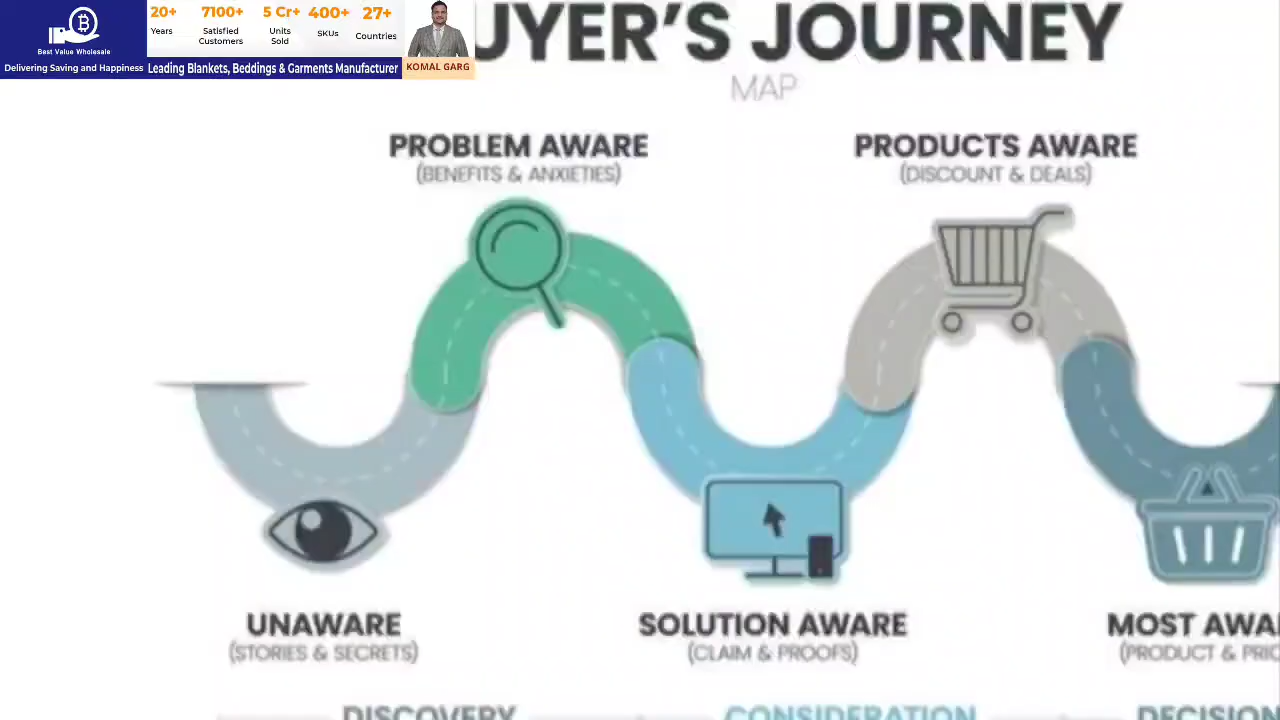 20+
Years
7100+
Satisfied
Customers
5 Cr+
Units
Sold
400+
SKUs
27+
Countries
Best Value Wholesale
Delivering Saving and Happiness
Leading Blankets, Beddings & Garments Manufacturer
KOMAL GARG
UYER'S JOURNEY
MAP
PROBLEM AWARE
(BENEFITS & ANXIETIES)
PRODUCTS AWARE
(DISCOUNT & DEALS)
UNAWARE
(STORIES & SECRETS)
SOLUTION AWARE
(CLAIM & PROOFS)
MOST AWA
(PRODUCT & PRIC
DISCOVERY
CONSIDERATION
DECISION